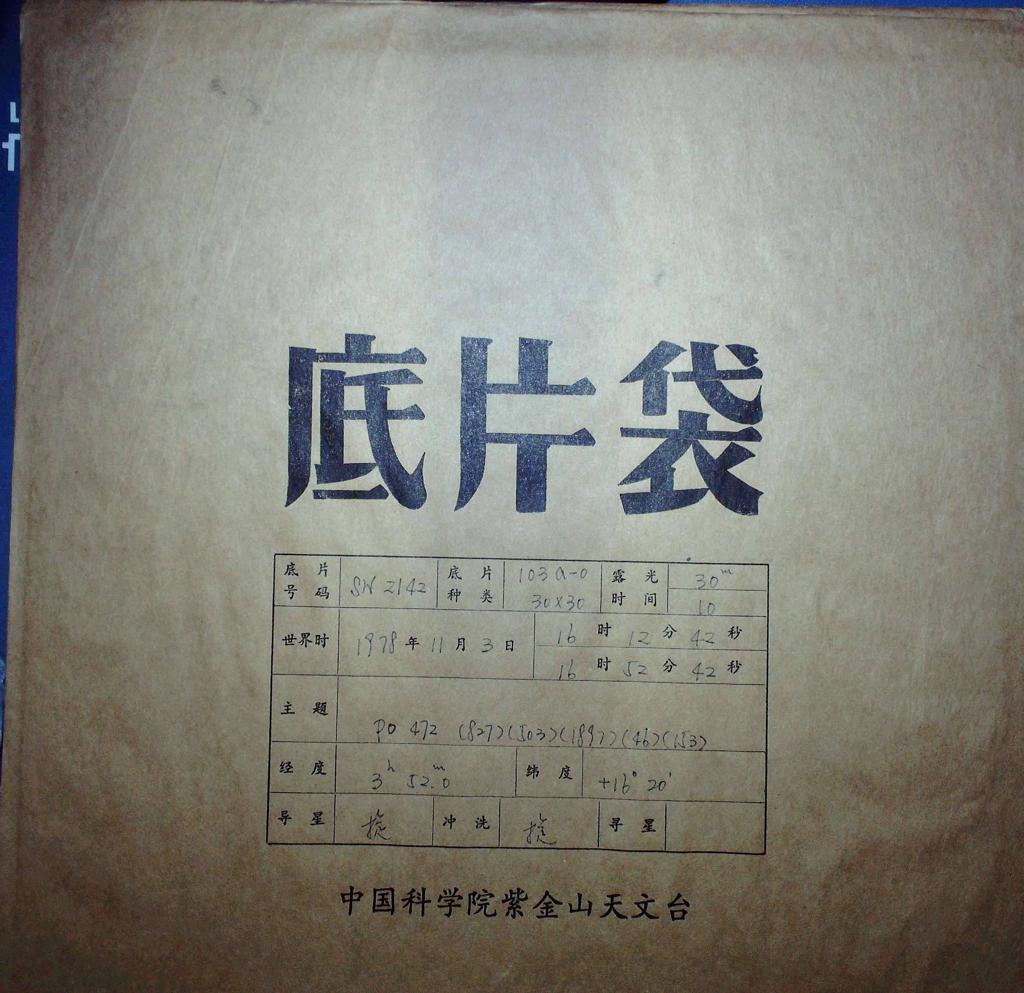 底片袋
底片号码 SN 2142 底片种类 103a-0 30×30 露光时间 30m 10
世界时 1978年11月3日 16时12分42秒
16时52分42秒
主题 PO 472 (827)(503)(1897)(46)(153)
经度 3h 52m.0 纬度 +16° 20'
导星 冲洗 寻星
中国科学院紫金山天文台